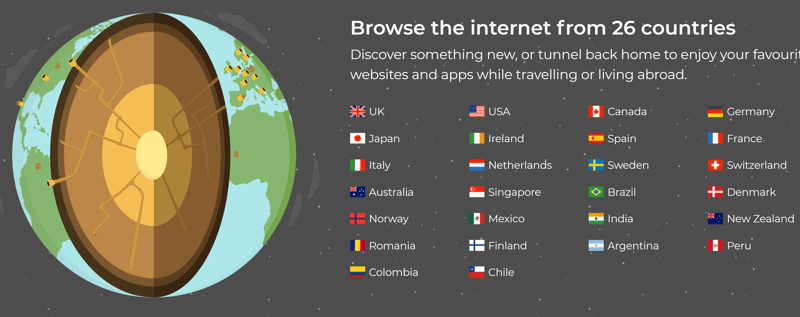 Browse the internet from 26 countries
Discover something new, or tunnel back home to enjoy your favourit
websites and apps while travelling or living abroad.
UK USA Canada Germany
Japan Ireland Spain France
Italy Netherlands Sweden Switzerland
Australia Singapore Brazil Denmark
Norway Mexico India New Zealand
Romania Finland Argentina Peru
Colombia Chile